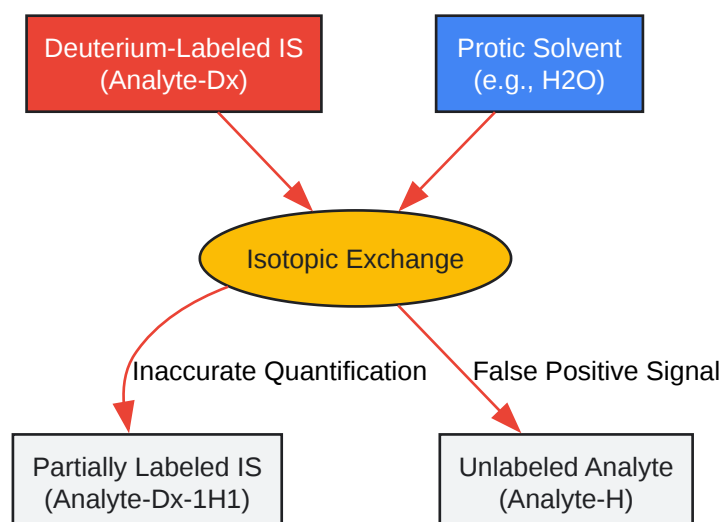 Deuterium-Labeled IS
(Analyte-Dx)
Protic Solvent
(e.g., H2O)
Isotopic Exchange
Inaccurate Quantification
False Positive Signal
Partially Labeled IS
(Analyte-Dx-1H1)
Unlabeled Analyte
(Analyte-H)